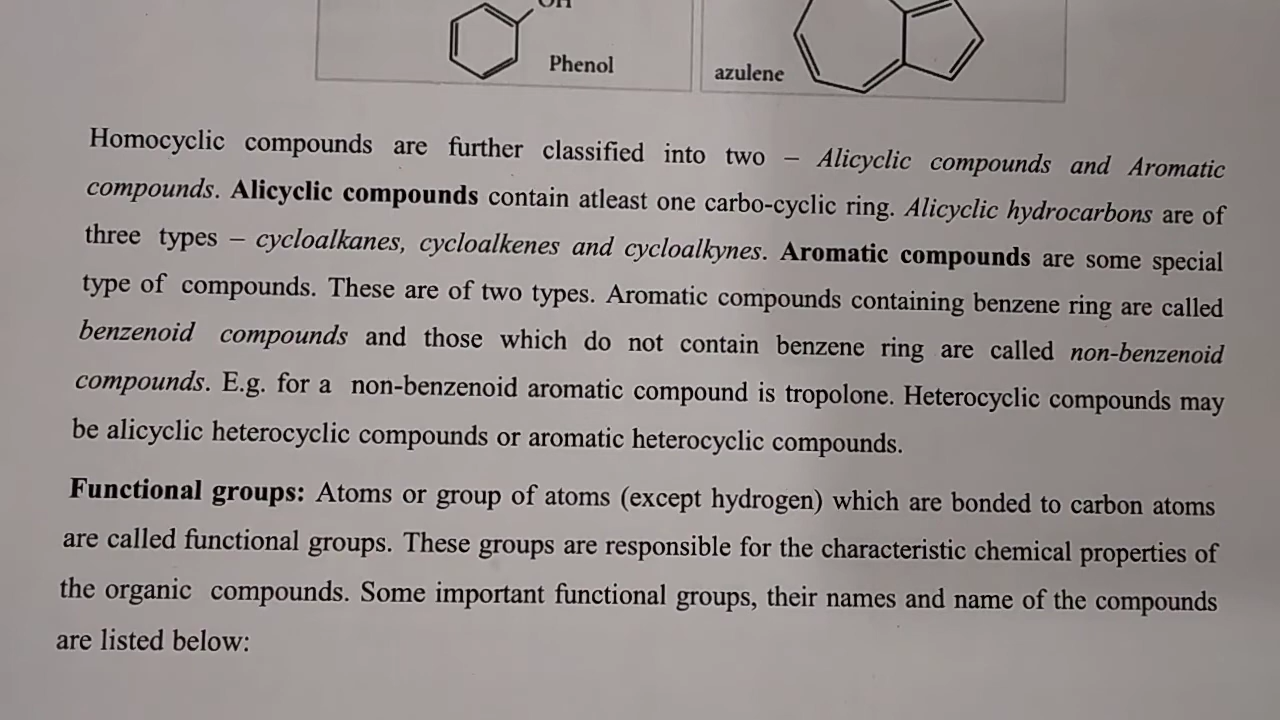 OH
Phenol
azulene
Homocyclic compounds are further classified into two – Alicyclic compounds and Aromatic
compounds. Alicyclic compounds contain atleast one carbo-cyclic ring. Alicyclic hydrocarbons are of
three types – cycloalkanes, cycloalkenes and cycloalkynes. Aromatic compounds are some special
type of compounds. These are of two types. Aromatic compounds containing benzene ring are called
benzenoid compounds and those which do not contain benzene ring are called non-benzenoid
compounds. E.g. for a non-benzenoid aromatic compound is tropolone. Heterocyclic compounds may
be alicyclic heterocyclic compounds or aromatic heterocyclic compounds.
Functional groups: Atoms or group of atoms (except hydrogen) which are bonded to carbon atoms
are called functional groups. These groups are responsible for the characteristic chemical properties of
the organic compounds. Some important functional groups, their names and name of the compounds
are listed below: